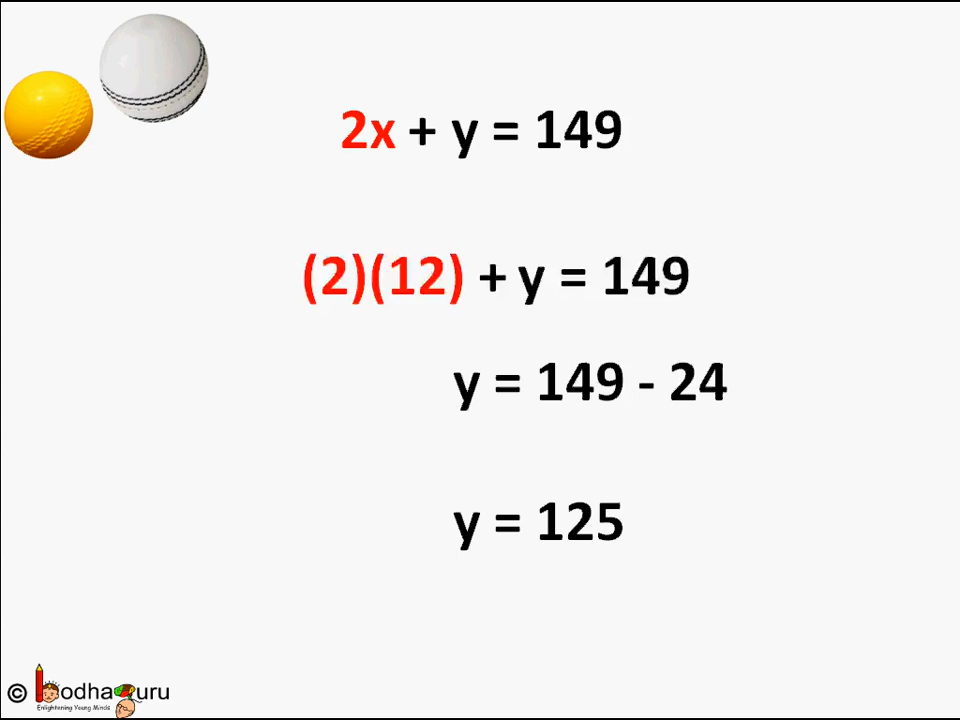 2x + y = 149
(2)(12) + y = 149
y = 149 - 24
y = 125
© bodhaGuru
Enlightening Young Minds